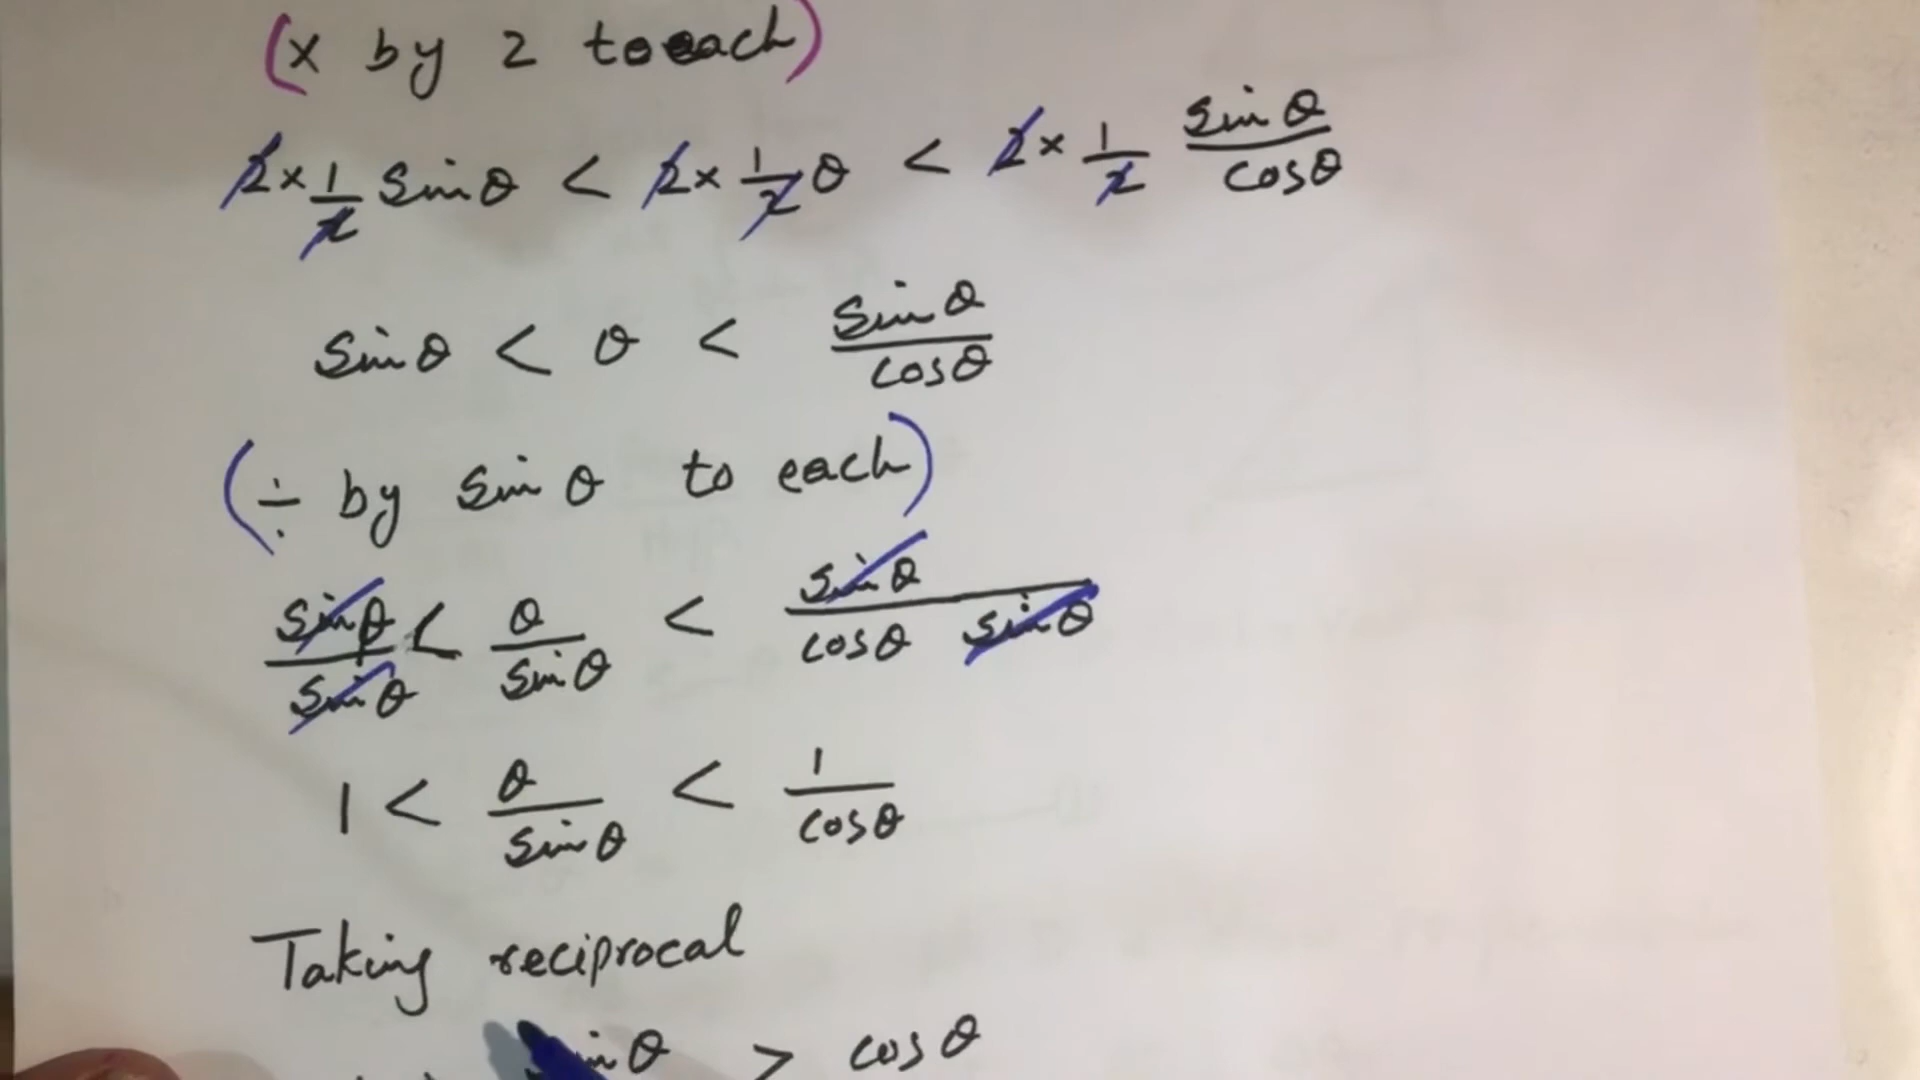 (× by 2 to each)
2 × 1/2 sin θ < 2 × 1/2 θ < 2 × 1/2 sin θ / cos θ
sin θ < θ < sin θ / cos θ
(÷ by sin θ to each)
sin θ / sin θ < θ / sin θ < sin θ / cos θ sin θ
1 < θ / sin θ < 1 / cos θ
Taking reciprocal
θ > cos θ